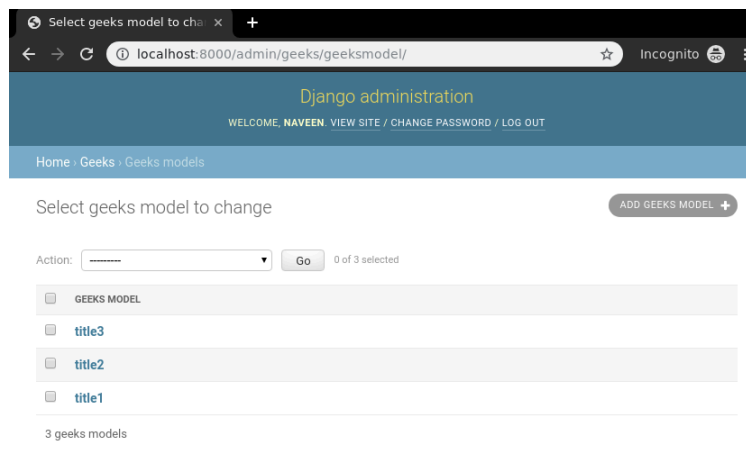 Select geeks model to cha
localhost:8000/admin/geeks/geeksmodel/
Incognito
Django administration
WELCOME, NAVEEN. VIEW SITE / CHANGE PASSWORD / LOG OUT
Home › Geeks › Geeks models
Select geeks model to change
ADD GEEKS MODEL +
Action: --------- Go 0 of 3 selected
GEEKS MODEL
title3
title2
title1
3 geeks models